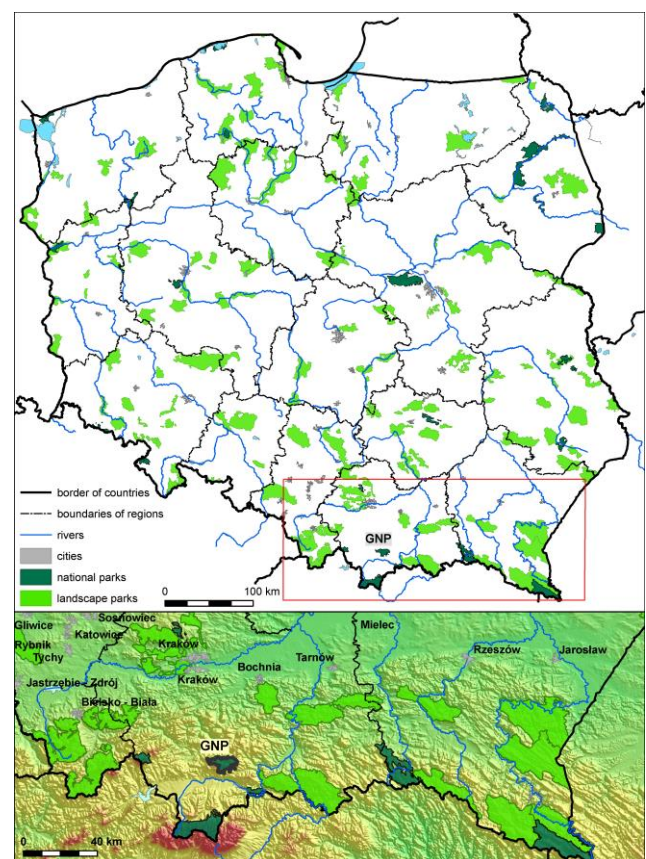 border of countries
boundaries of regions
rivers
cities
national parks
landscape parks
0 100 km
GNP
Sosnowiec
Gliwice
Katowice
Rybnik
Tychy
Kraków
Mielec
Tarnów
Rzeszów
Jarosław
Bochnia
Kraków
Jastrzębie - Zdrój
Bielsko - Biała
GNP
0 40 km